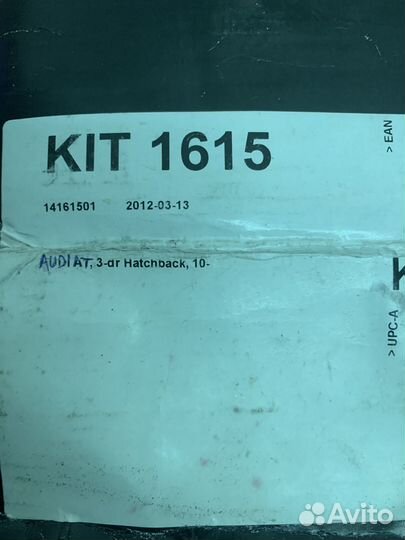 KIT 1615
> EAN
14161501 2012-03-13
AUDI A1, 3-dr Hatchback, 10-
K
> UPC-A
Avito